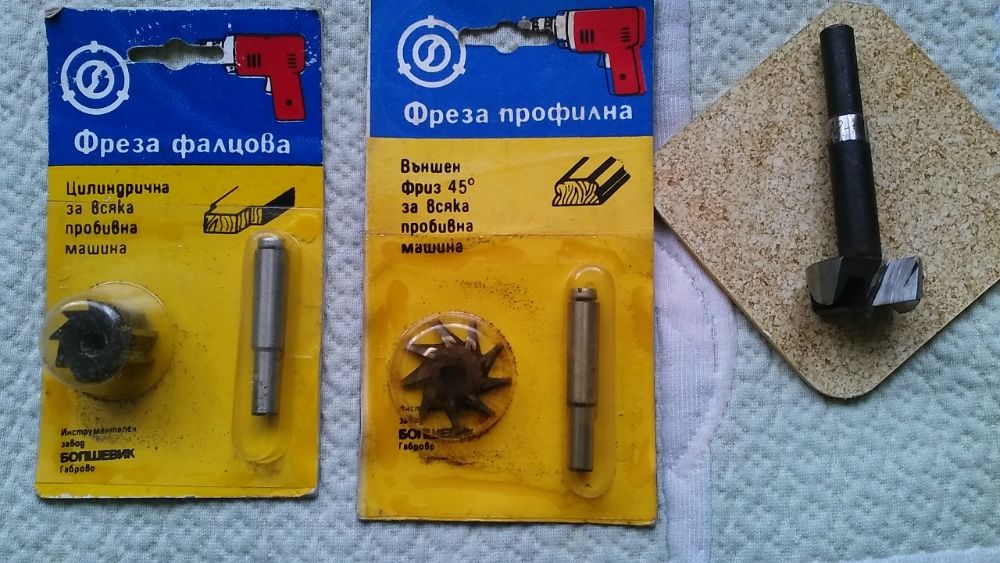 Фреза фалцова
Цилиндрична
за всяка
пробивна
машина
Инструментален
завод
БОЛШЕВИК
Габрово
Фреза профилна
Външен
фриз 45°
за всяка
пробивна
машина
БОЛШЕВИК
Габрово